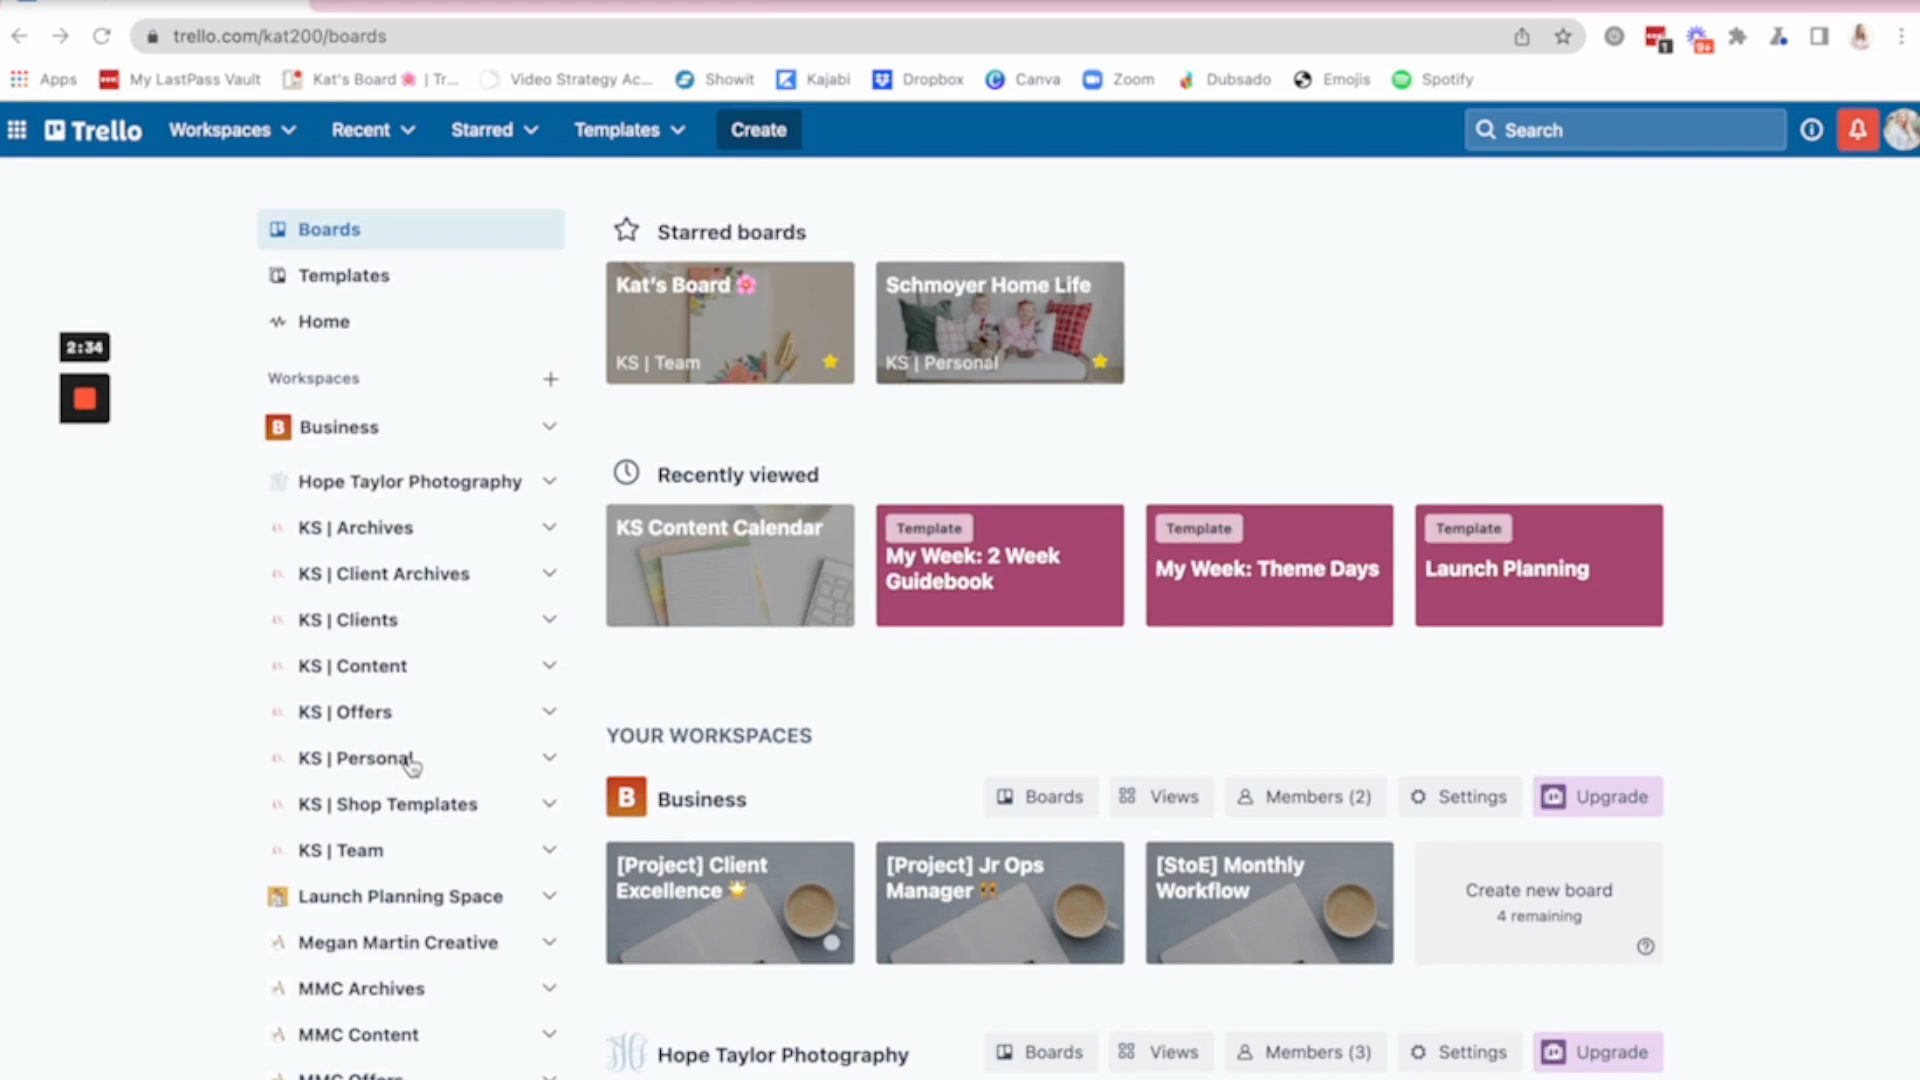 trello.com/kat200/boards
1
9+
Apps
My LastPass Vault
Kat's Board 🌸 | Tr...
Video Strategy Ac...
Showit
Kajabi
Dropbox
Canva
Zoom
Dubsado
Emojis
Spotify
Trello
Workspaces
Recent
Starred
Templates
Create
Search
Boards
Templates
Home
2:34
Workspaces
B Business
Hope Taylor Photography
KS | Archives
KS | Client Archives
KS | Clients
KS | Content
KS | Offers
KS | Personal
KS | Shop Templates
KS | Team
Launch Planning Space
Megan Martin Creative
MMC Archives
MMC Content
MMC Offers
Starred boards
Kat's Board 🌸
KS | Team
Schmoyer Home Life
KS | Personal
Recently viewed
KS Content Calendar
Template
My Week: 2 Week
Guidebook
Template
My Week: Theme Days
Template
Launch Planning
YOUR WORKSPACES
B Business
Boards
Views
Members (2)
Settings
Upgrade
[Project] Client
Excellence 🌟
[Project] Jr Ops
Manager 👯
[StoE] Monthly
Workflow
Create new board
4 remaining
Hope Taylor Photography
Boards
Views
Members (3)
Settings
Upgrade